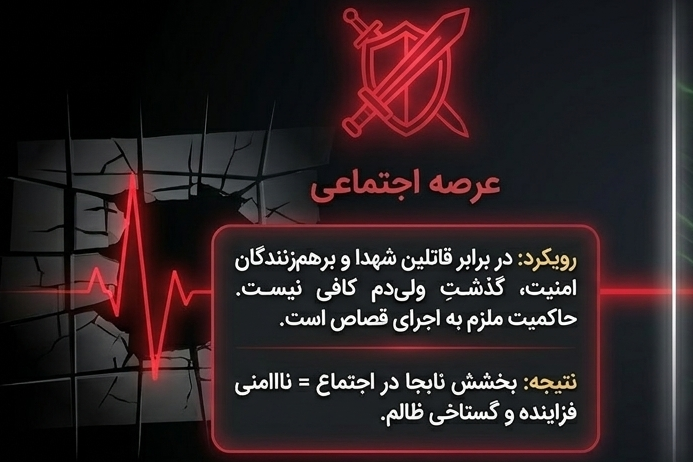 عرصه اجتماعی
رویکرد: در برابر قاتلین شهدا و برهم‌زنندگان
امنیت، گذشتِ ولی‌دم کافی نیست.
حاکمیت ملزم به اجرای قصاص است.
نتیجه: بخشش نابجا در اجتماع = نااامنی
فزاینده و گستاخی ظالم.